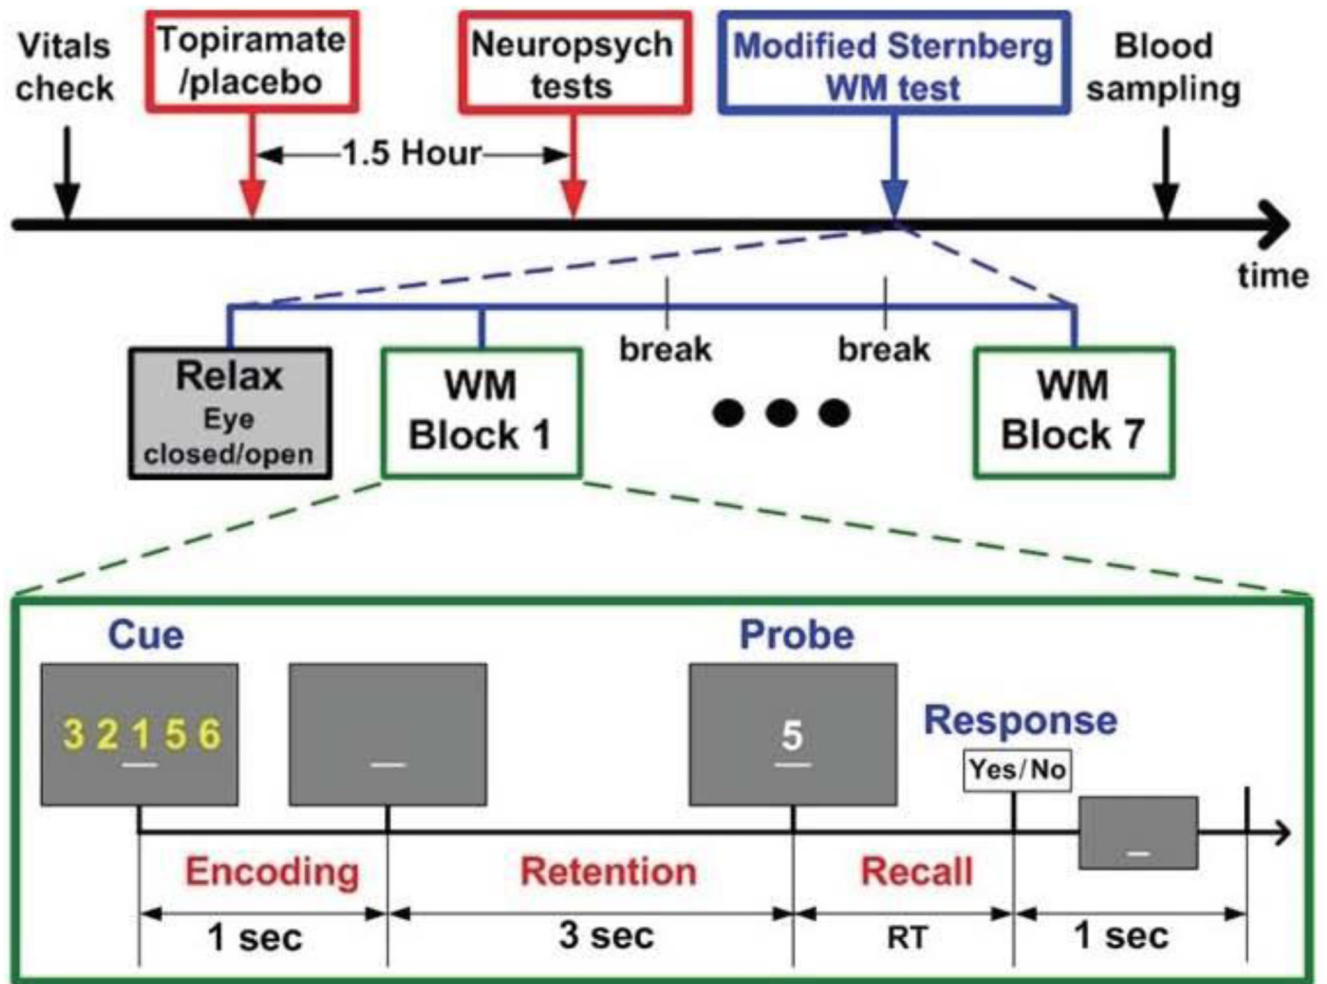 Vitals
check
Topiramate
/placebo
Neuropsych
tests
Modified Sternberg
WM test
Blood
sampling
1.5 Hour
time
Relax
Eye
closed/open
WM
Block 1
break
break
WM
Block 7
Cue
3 2 1 5 6
Probe
5
Response
Yes/No
Encoding
Retention
Recall
1 sec
3 sec
RT
1 sec